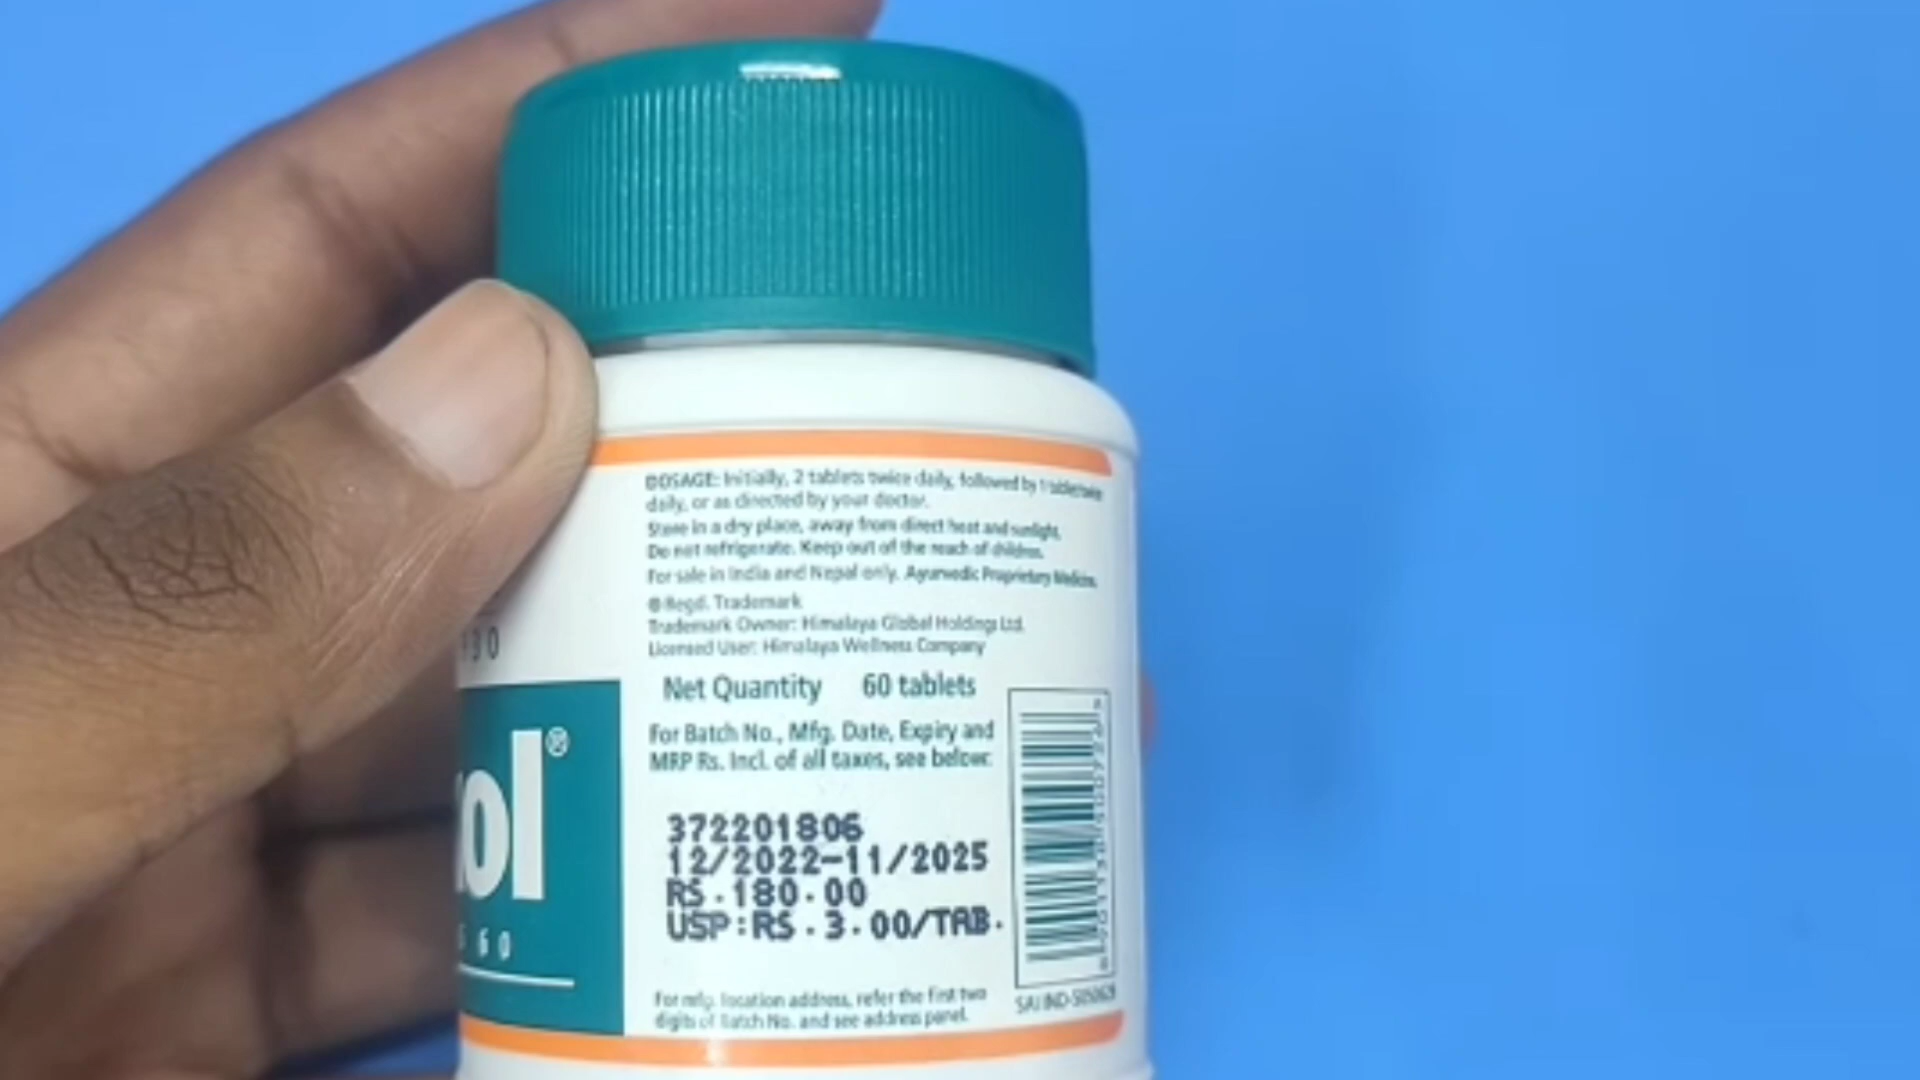 DOSAGE: Initially, 2 tablets twice daily, followed by 1 tablet twice
daily, or as directed by your doctor.
Store in a dry place, away from direct heat and sunlight.
Do not refrigerate. Keep out of the reach of children.
For sale in India and Nepal only. Ayurvedic Proprietary Medicine.
® Regd. Trademark
Trademark Owner: Himalaya Global Holdings Ltd.
Licensed User: Himalaya Wellness Company
Net Quantity 60 tablets
For Batch No., Mfg. Date, Expiry and
MRP Rs. Incl. of all taxes, see below:
372201806
12/2022-11/2025
RS.180.00
USP:RS.3.00/TAB.
For mfg. location address, refer the first two
digits of Batch No. and see address panel.
930
ol®
60